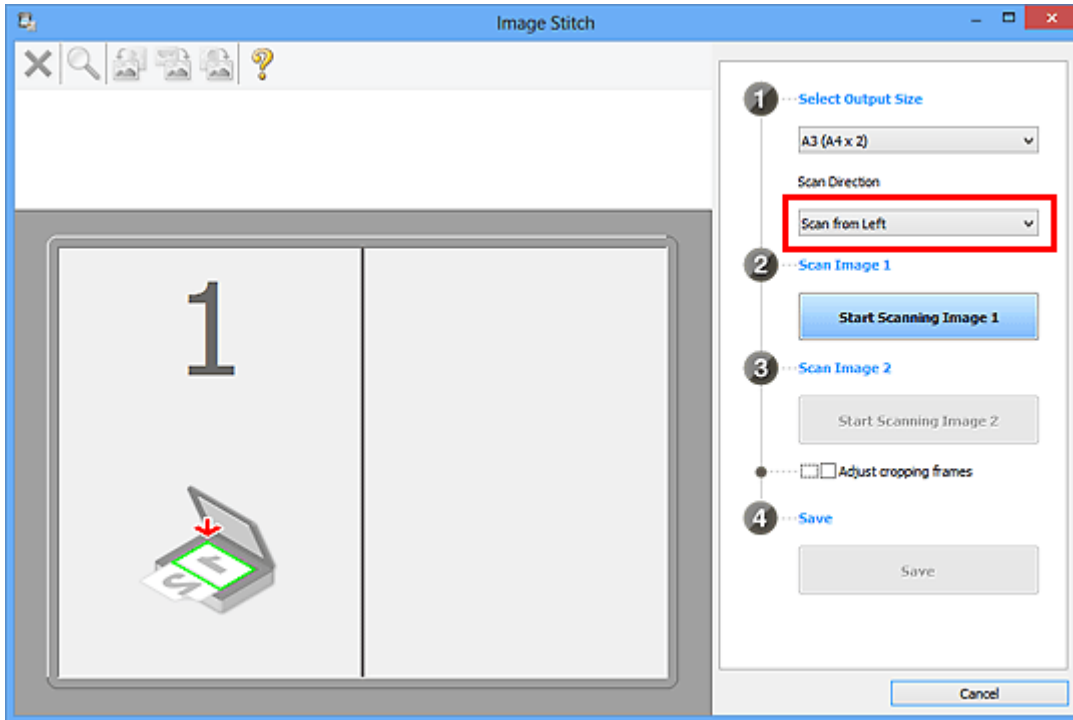 Image Stitch
1 Select Output Size
A3 (A4 x 2)
Scan Direction
Scan from Left
2 Scan Image 1
Start Scanning Image 1
3 Scan Image 2
Start Scanning Image 2
Adjust cropping frames
4 Save
Save
Cancel
1
1
2